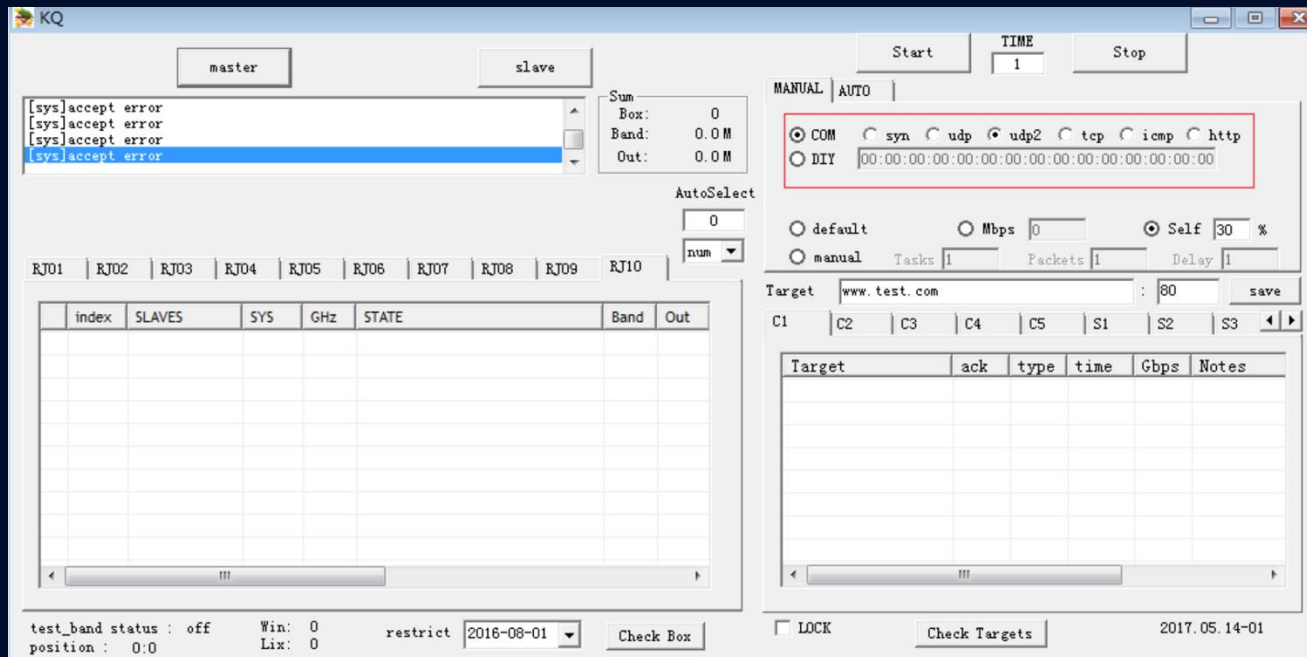 KQ
master
slave
[sys]accept error
[sys]accept error
[sys]accept error
[sys]accept error
Sum
Box: 0
Band: 0.0 M
Out: 0.0 M
AutoSelect
0
num
RJ01 RJ02 RJ03 RJ04 RJ05 RJ06 RJ07 RJ08 RJ09 RJ10
index SLAVES SYS GHz STATE Band Out
test_band status : off Win: 0
position : 0:0 Lix: 0
restrict 2016-08-01 Check Box
Start TIME Stop
1
MANUAL AUTO
COM syn udp udp2 tcp icmp http
DIY 00:00:00:00:00:00:00:00:00:00:00:00:00:00:00
default Mbps 0 Self 30 %
manual Tasks 1 Packets 1 Delay 1
Target www.test.com : 80 save
C1 C2 C3 C4 C5 S1 S2 S3
Target ack type time Gbps Notes
LOCK Check Targets 2017.05.14-01